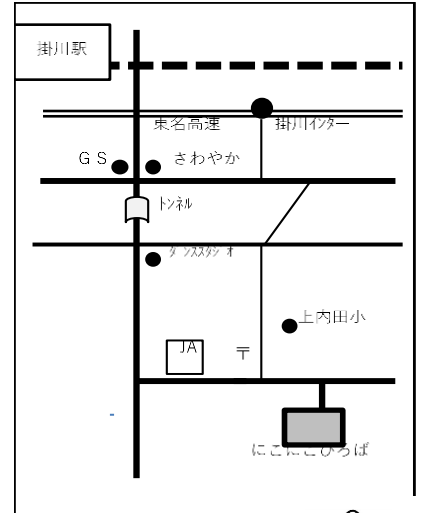 掛川駅
東名高速
掛川インター
GS
さわやか
トンネル
ダンススタジオ
上内田小
JA
〒
にこにこひろば